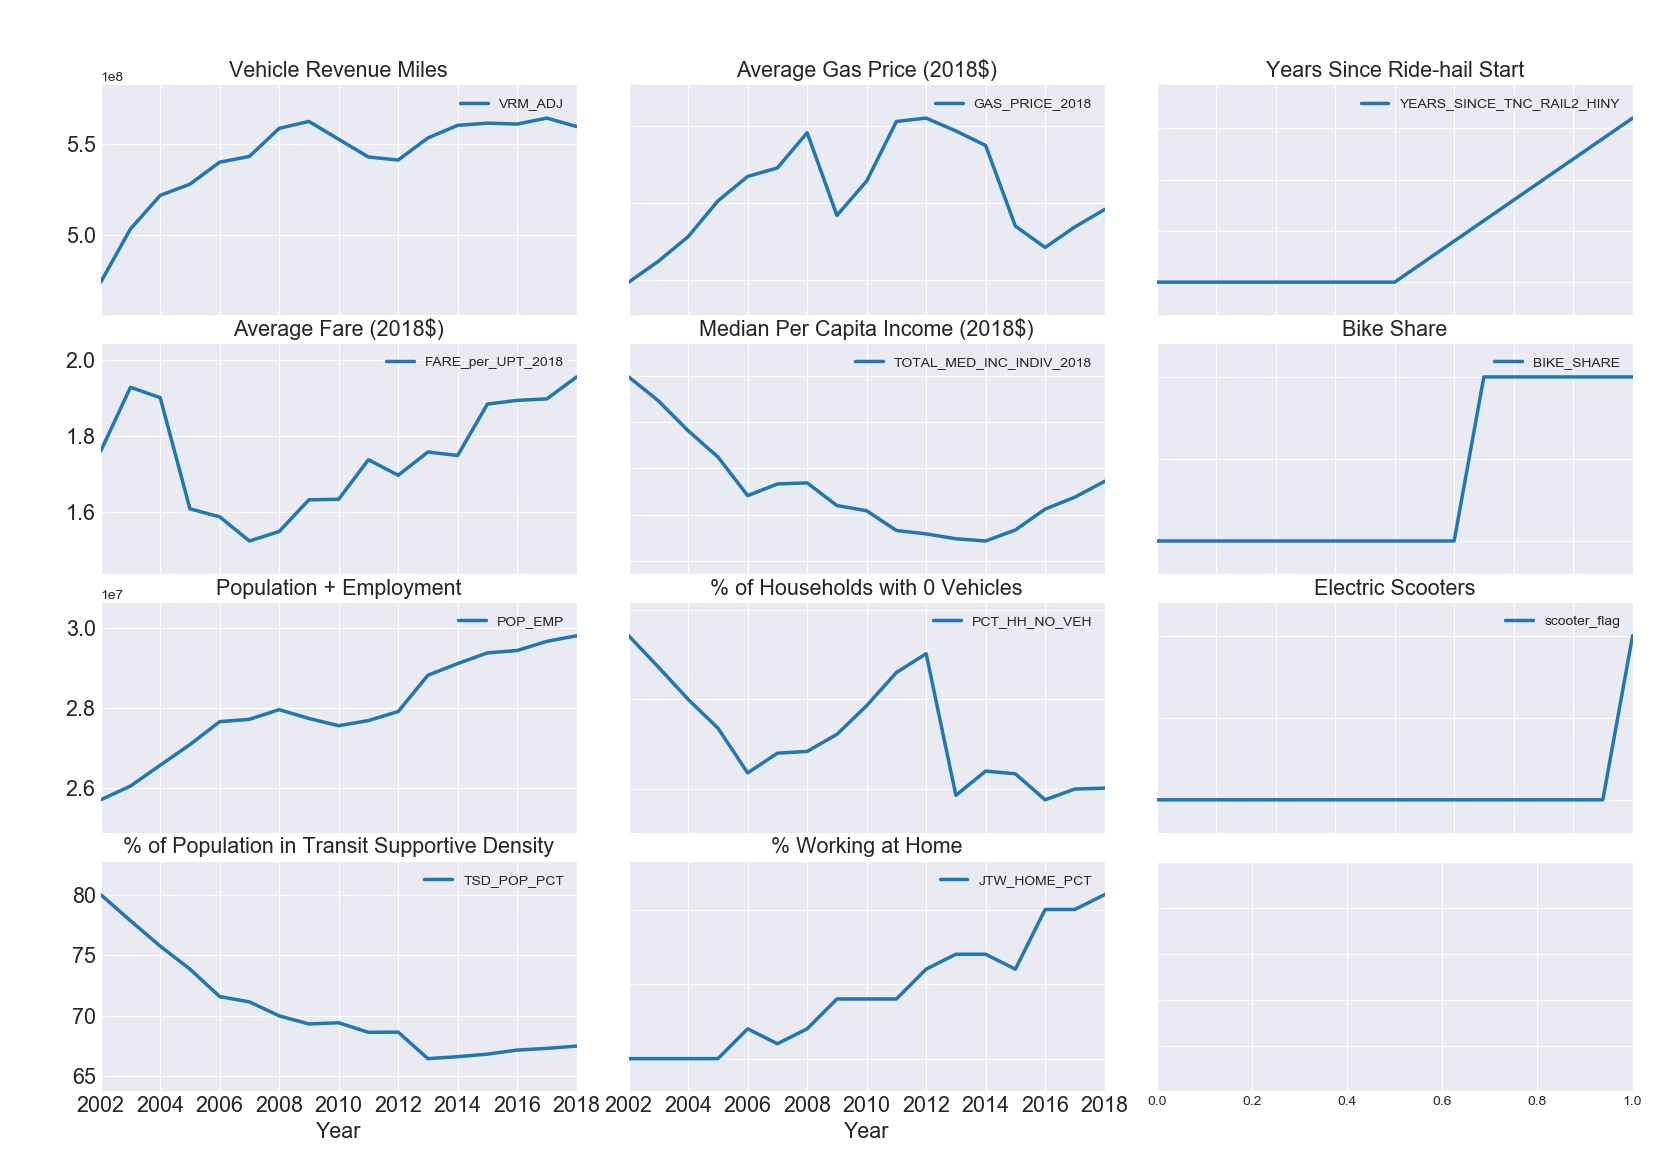 Vehicle Revenue Miles
1e8
VRM_ADJ
5.5
5.0
Average Gas Price (2018$)
GAS_PRICE_2018
Years Since Ride-hail Start
YEARS_SINCE_TNC_RAIL2_HINY
Average Fare (2018$)
FARE_per_UPT_2018
2.0
1.8
1.6
Median Per Capita Income (2018$)
TOTAL_MED_INC_INDIV_2018
Bike Share
BIKE_SHARE
Population + Employment
1e7
POP_EMP
3.0
2.8
2.6
% of Households with 0 Vehicles
PCT_HH_NO_VEH
Electric Scooters
scooter_flag
% of Population in Transit Supportive Density
TSD_POP_PCT
80
75
70
65
2002 2004 2006 2008 2010 2012 2014 2016 2018
Year
% Working at Home
JTW_HOME_PCT
2002 2004 2006 2008 2010 2012 2014 2016 2018
Year
0.0 0.2 0.4 0.6 0.8 1.0